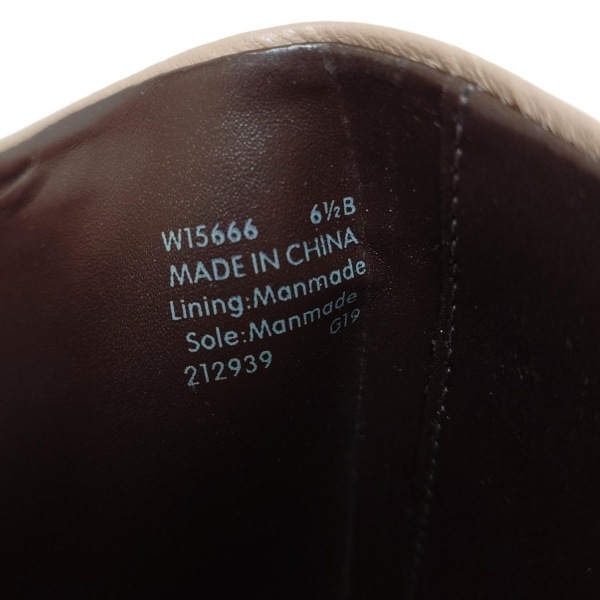 W15666 6½B
MADE IN CHINA
Lining:Manmade
Sole:Manmade
G19
212939